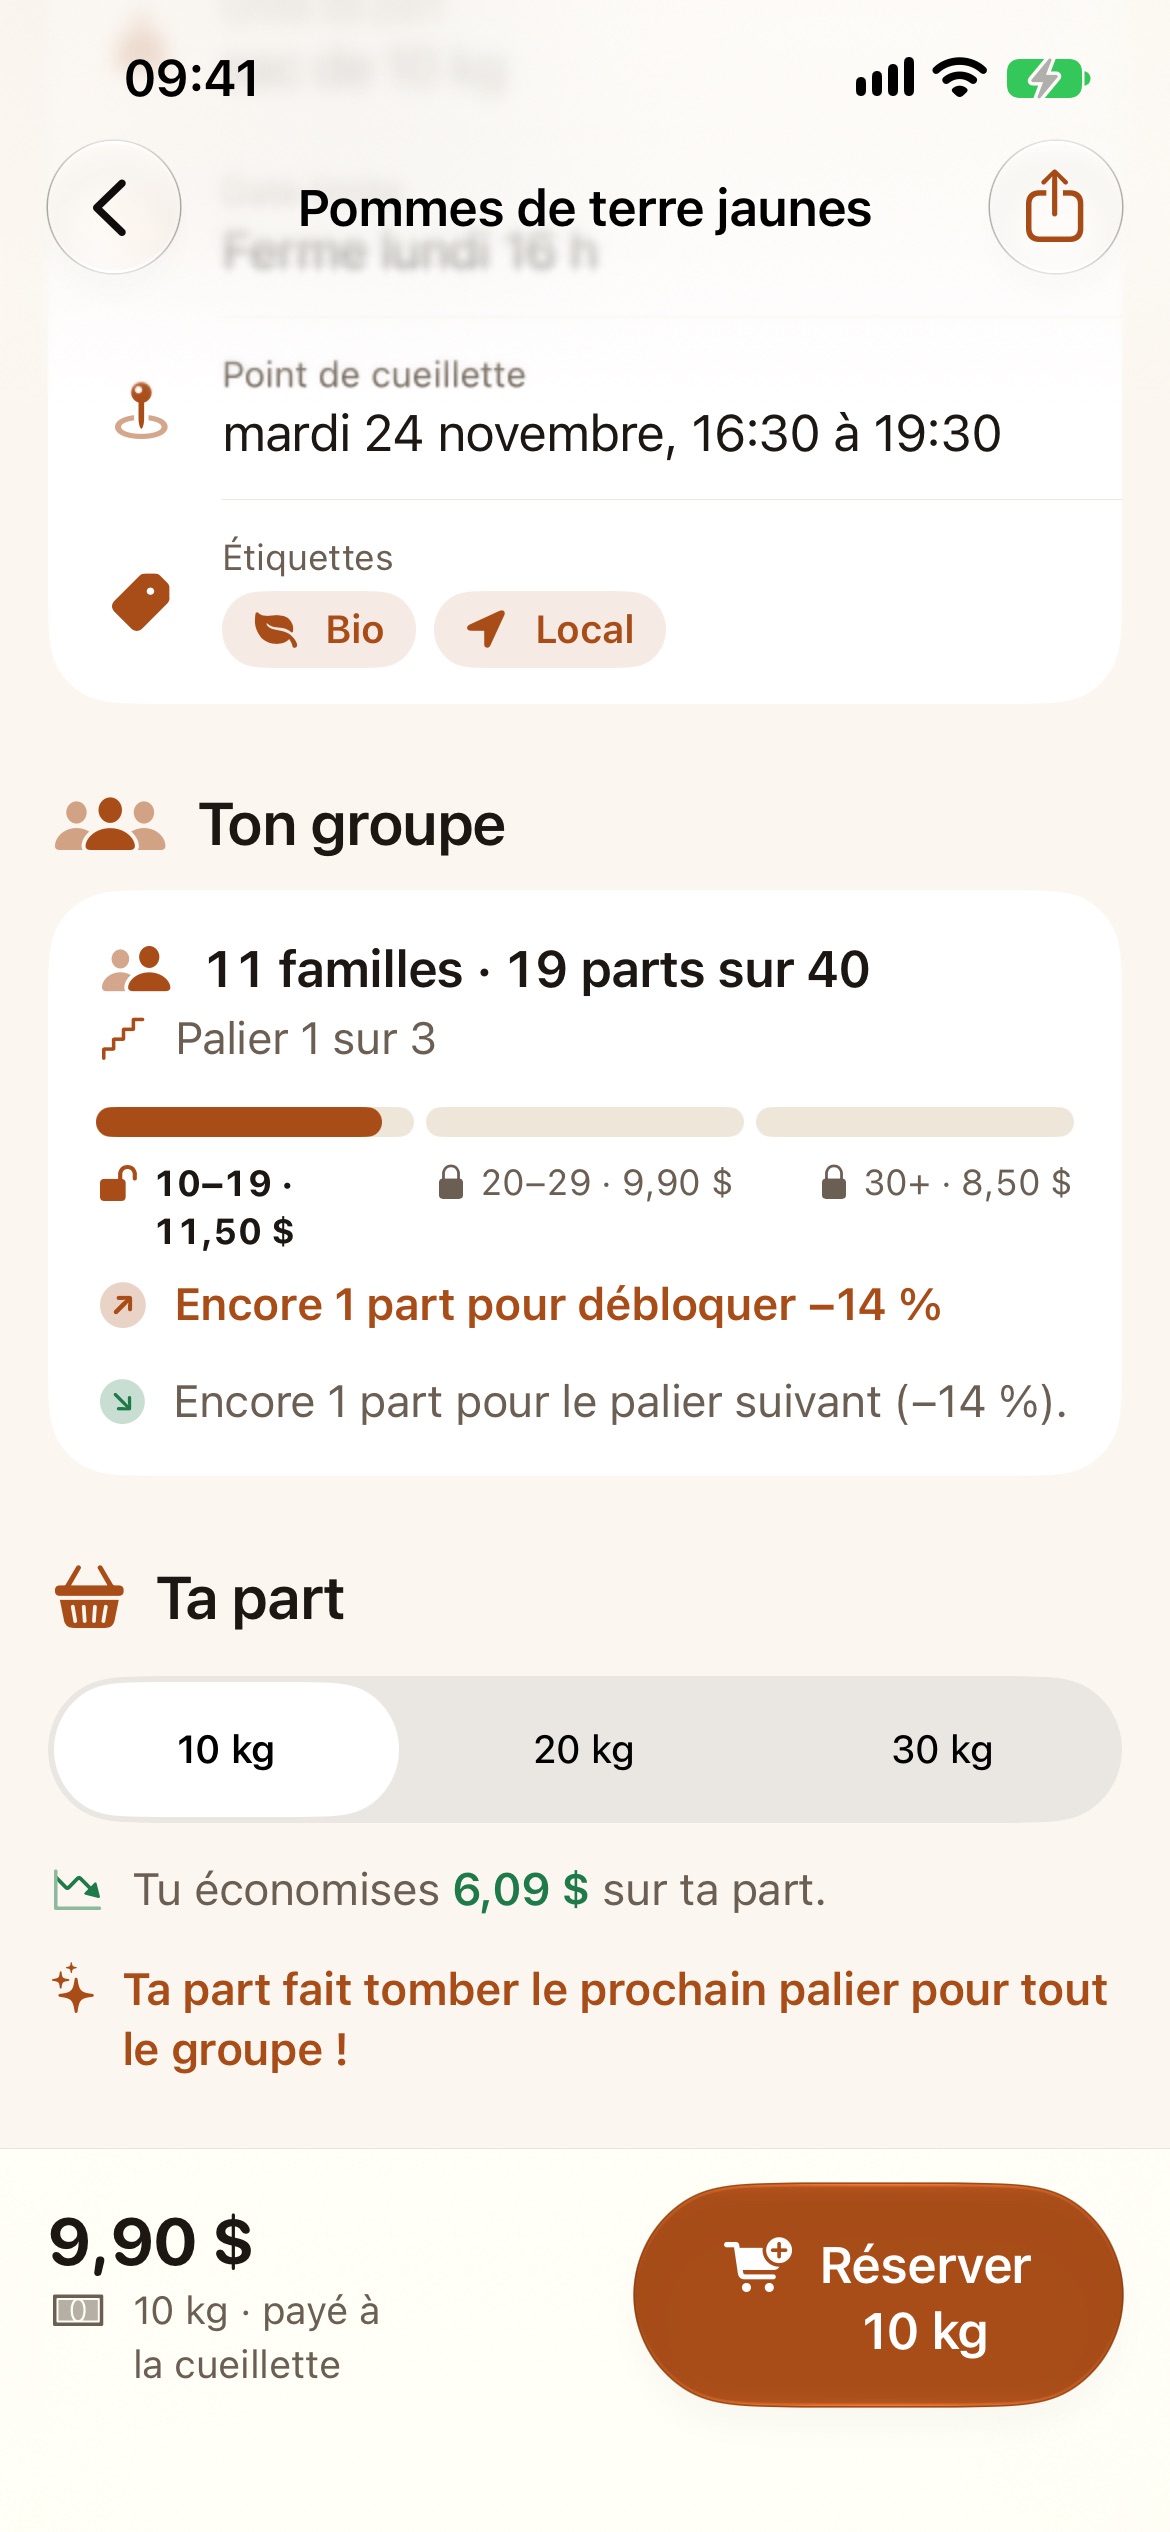 09:41
Pommes de terre jaunes
Ferme lundi 16 h
Point de cueillette
mardi 24 novembre, 16:30 à 19:30
Étiquettes
Bio
Local
Ton groupe
11 familles · 19 parts sur 40
Palier 1 sur 3
10–19 ·
11,50 $
20–29 · 9,90 $
30+ · 8,50 $
Encore 1 part pour débloquer –14 %
Encore 1 part pour le palier suivant (–14 %).
Ta part
10 kg
20 kg
30 kg
Tu économises 6,09 $ sur ta part.
Ta part fait tomber le prochain palier pour tout
le groupe !
9,90 $
10 kg · payé à
la cueillette
Réserver
10 kg